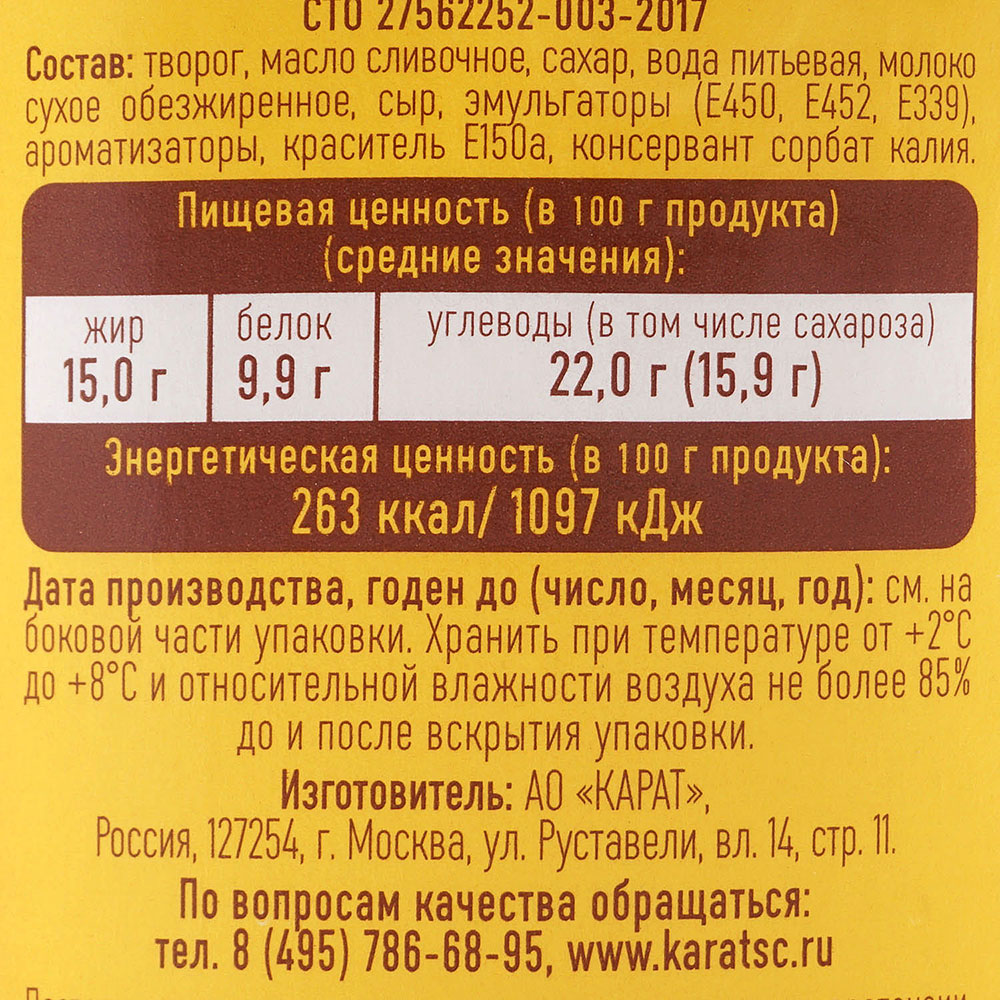 СТО 27562252-003-2017
Состав: творог, масло сливочное, сахар, вода питьевая, молоко
сухое обезжиренное, сыр, эмульгаторы (Е450, Е452, Е339),
ароматизаторы, краситель Е150а, консервант сорбат калия.
Пищевая ценность (в 100 г продукта)
(средние значения):
жир белок углеводы (в том числе сахароза)
15,0 г 9,9 г 22,0 г (15,9 г)
Энергетическая ценность (в 100 г продукта):
263 ккал/ 1097 кДж
Дата производства, годен до (число, месяц, год): см. на
боковой части упаковки. Хранить при температуре от +2°С
до +8°С и относительной влажности воздуха не более 85%
до и после вскрытия упаковки.
Изготовитель: АО «КАРАТ»,
Россия, 127254, г. Москва, ул. Руставели, вл. 14, стр. 11.
По вопросам качества обращаться:
тел. 8 (495) 786-68-95, www.karatsc.ru